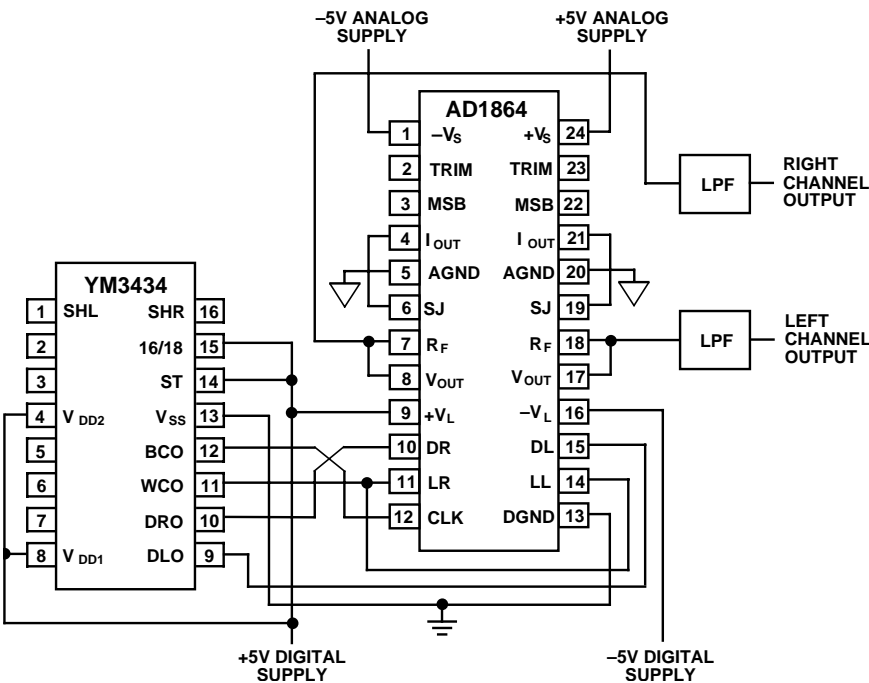 –5V ANALOG
SUPPLY
+5V ANALOG
SUPPLY
AD1864
1 –VS
+VS 24
2 TRIM
TRIM 23
3 MSB
MSB 22
4 IOUT
IOUT 21
5 AGND
AGND 20
6 SJ
SJ 19
7 RF
RF 18
8 VOUT
VOUT 17
9 +VL
–VL 16
10 DR
DL 15
11 LR
LL 14
12 CLK
DGND 13
LPF
RIGHT
CHANNEL
OUTPUT
LPF
LEFT
CHANNEL
OUTPUT
YM3434
1 SHL
SHR 16
2
16/18 15
3
ST 14
4 VDD2
VSS 13
5
BCO 12
6
WCO 11
7
DRO 10
8 VDD1
DLO 9
+5V DIGITAL
SUPPLY
–5V DIGITAL
SUPPLY